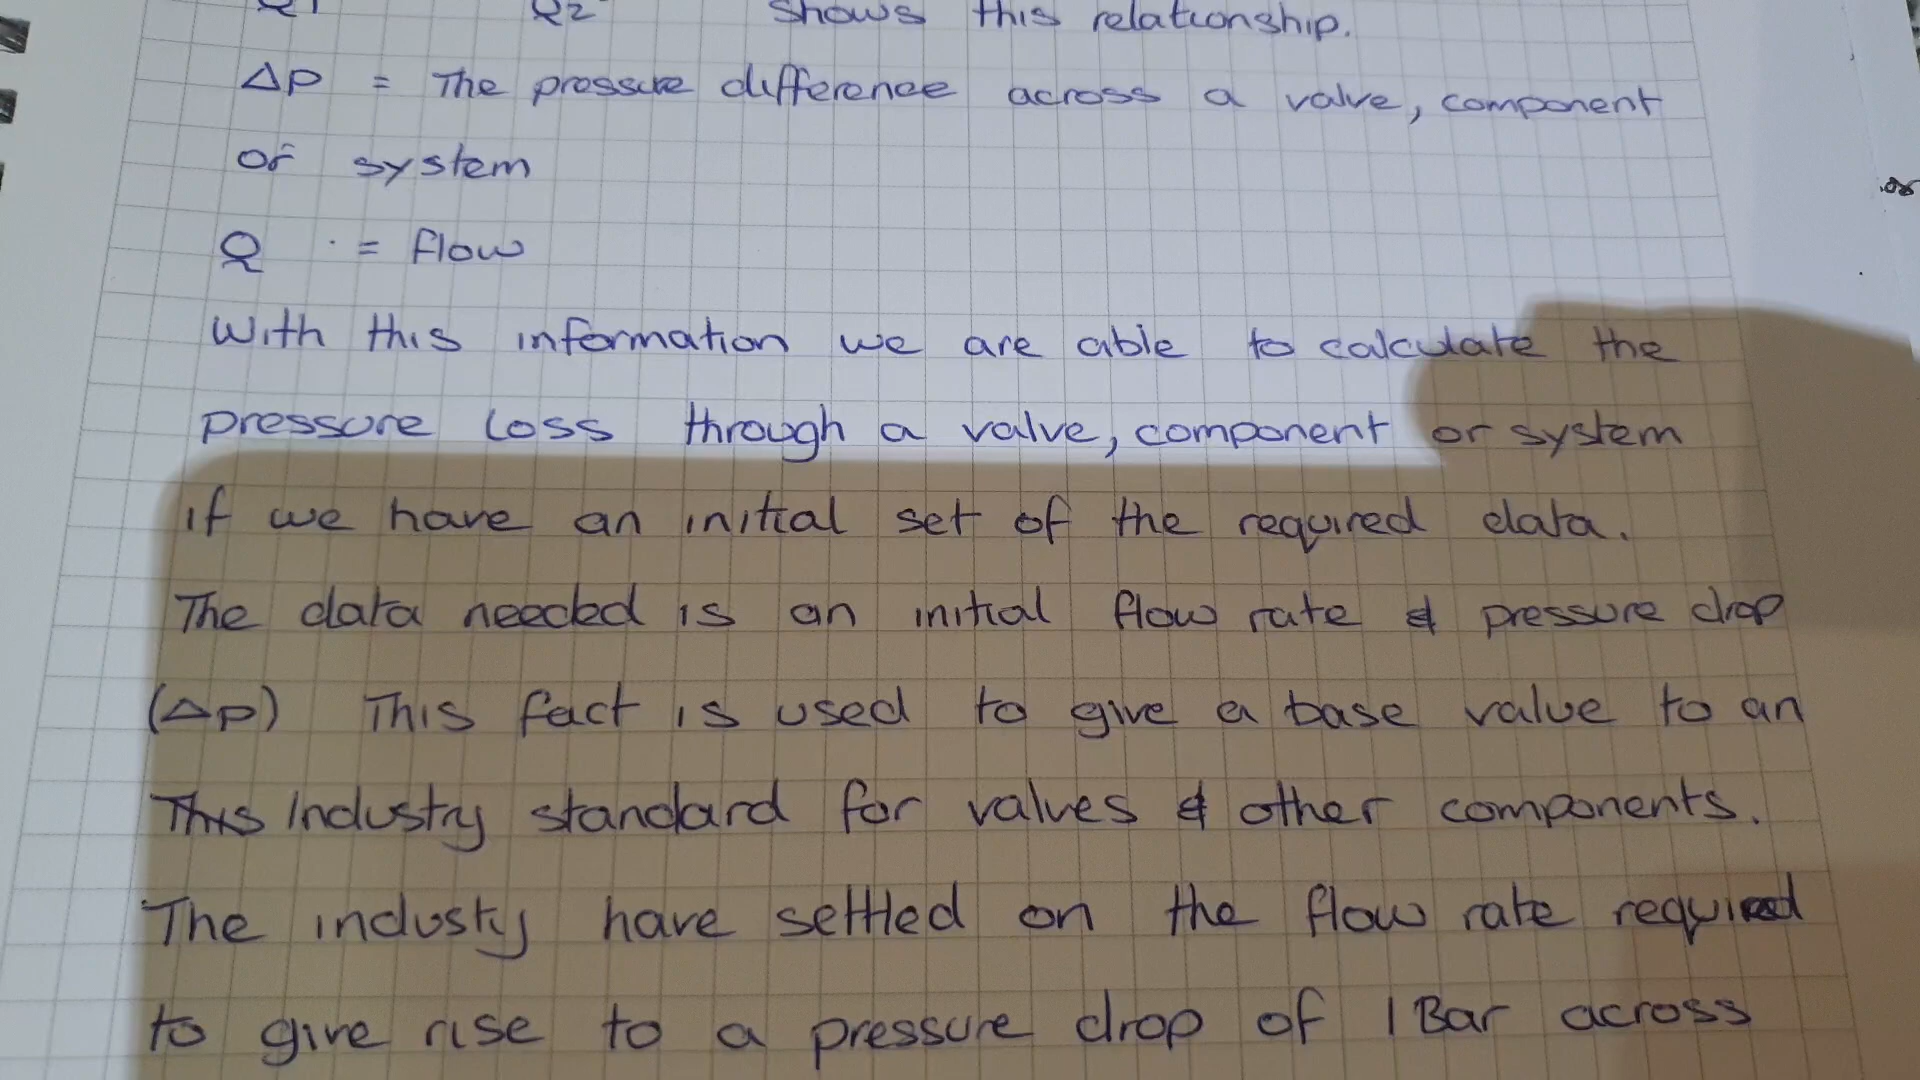 Q1 Q2 shows this relationship.
Δp = The pressure difference across a valve, component
or system
Q = flow
With this information we are able to calculate the
pressure loss through a valve, component or system
if we have an initial set of the required data.
The data needed is an initial flow rate & pressure drop
(Δp) This fact is used to give a base value to an
This Industry standard for valves & other components.
The industry have settled on the flow rate required
to give rise to a pressure drop of 1 Bar across